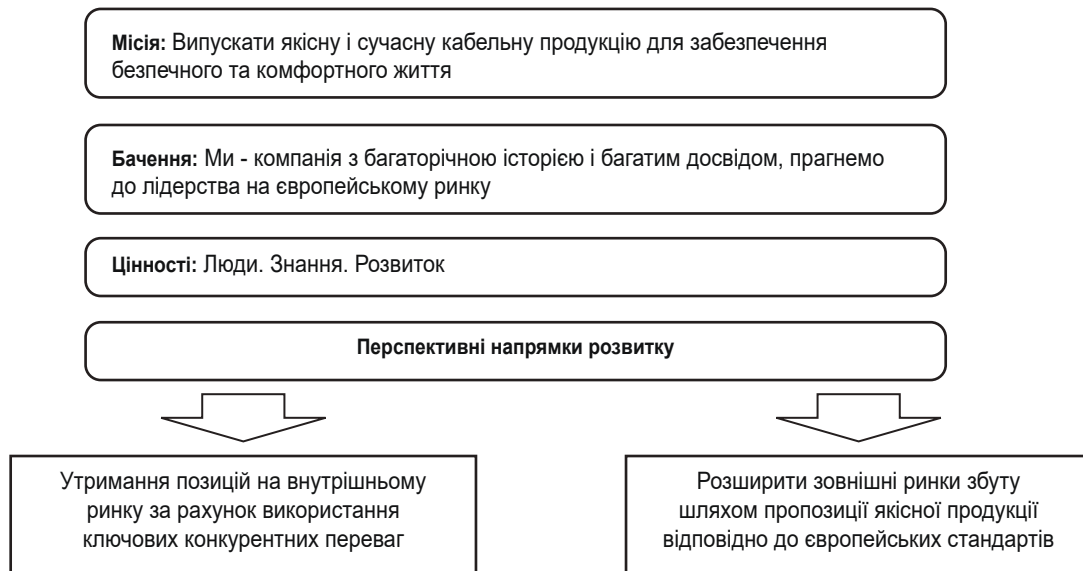 Місія: Випускати якісну і сучасну кабельну продукцію для забезпечення
безпечного та комфортного життя
Бачення: Ми - компанія з багаторічною історією і багатим досвідом, прагнемо
до лідерства на європейському ринку
Цінності: Люди. Знання. Розвиток
Перспективні напрямки розвитку
Утримання позицій на внутрішньому
ринку за рахунок використання
ключових конкурентних переваг
Розширити зовнішні ринки збуту
шляхом пропозиції якісної продукції
відповідно до європейських стандартів